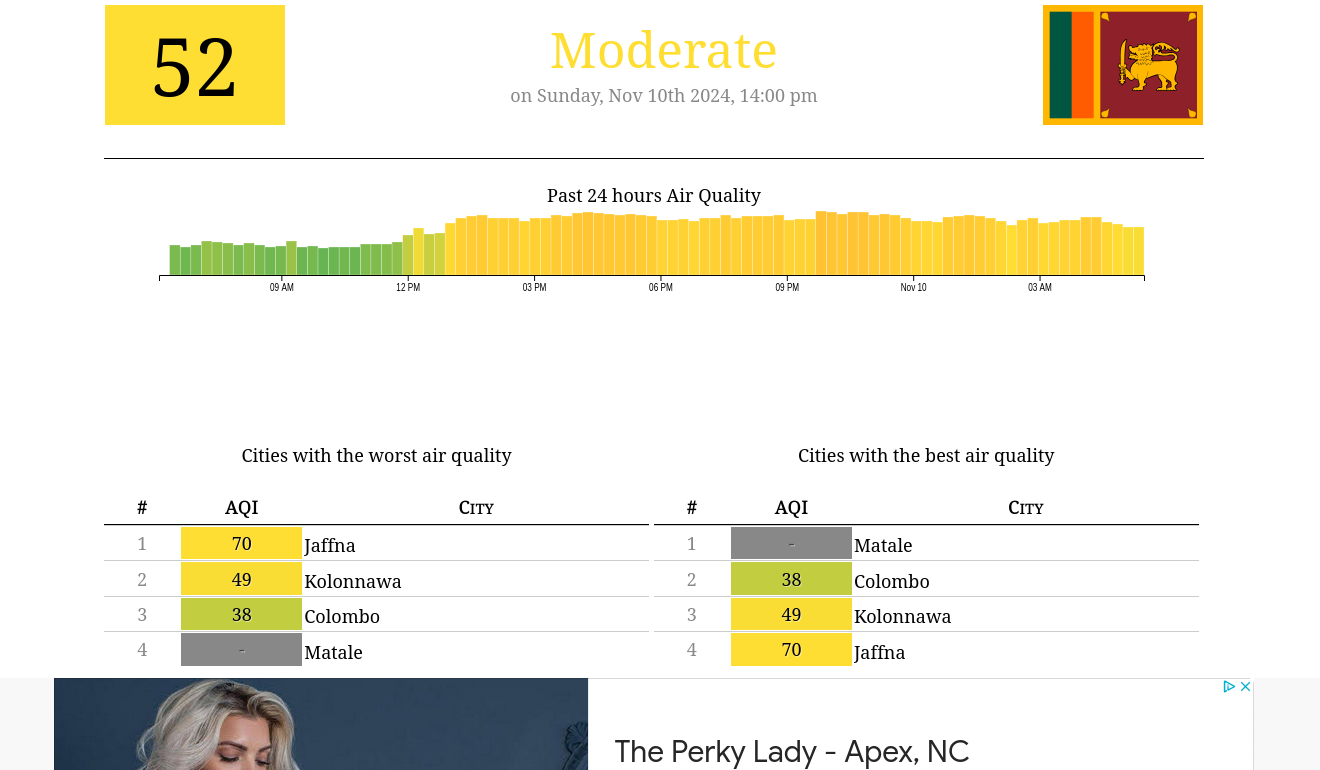 52
Moderate
on Sunday, Nov 10th 2024, 14:00 pm
Past 24 hours Air Quality
09 AM 12 PM 03 PM 06 PM 09 PM Nov 10 03 AM
Cities with the worst air quality
# AQI City
1 70 Jaffna
2 49 Kolonnawa
3 38 Colombo
4 - Matale
Cities with the best air quality
# AQI City
1 - Matale
2 38 Colombo
3 49 Kolonnawa
4 70 Jaffna
The Perky Lady - Apex, NC